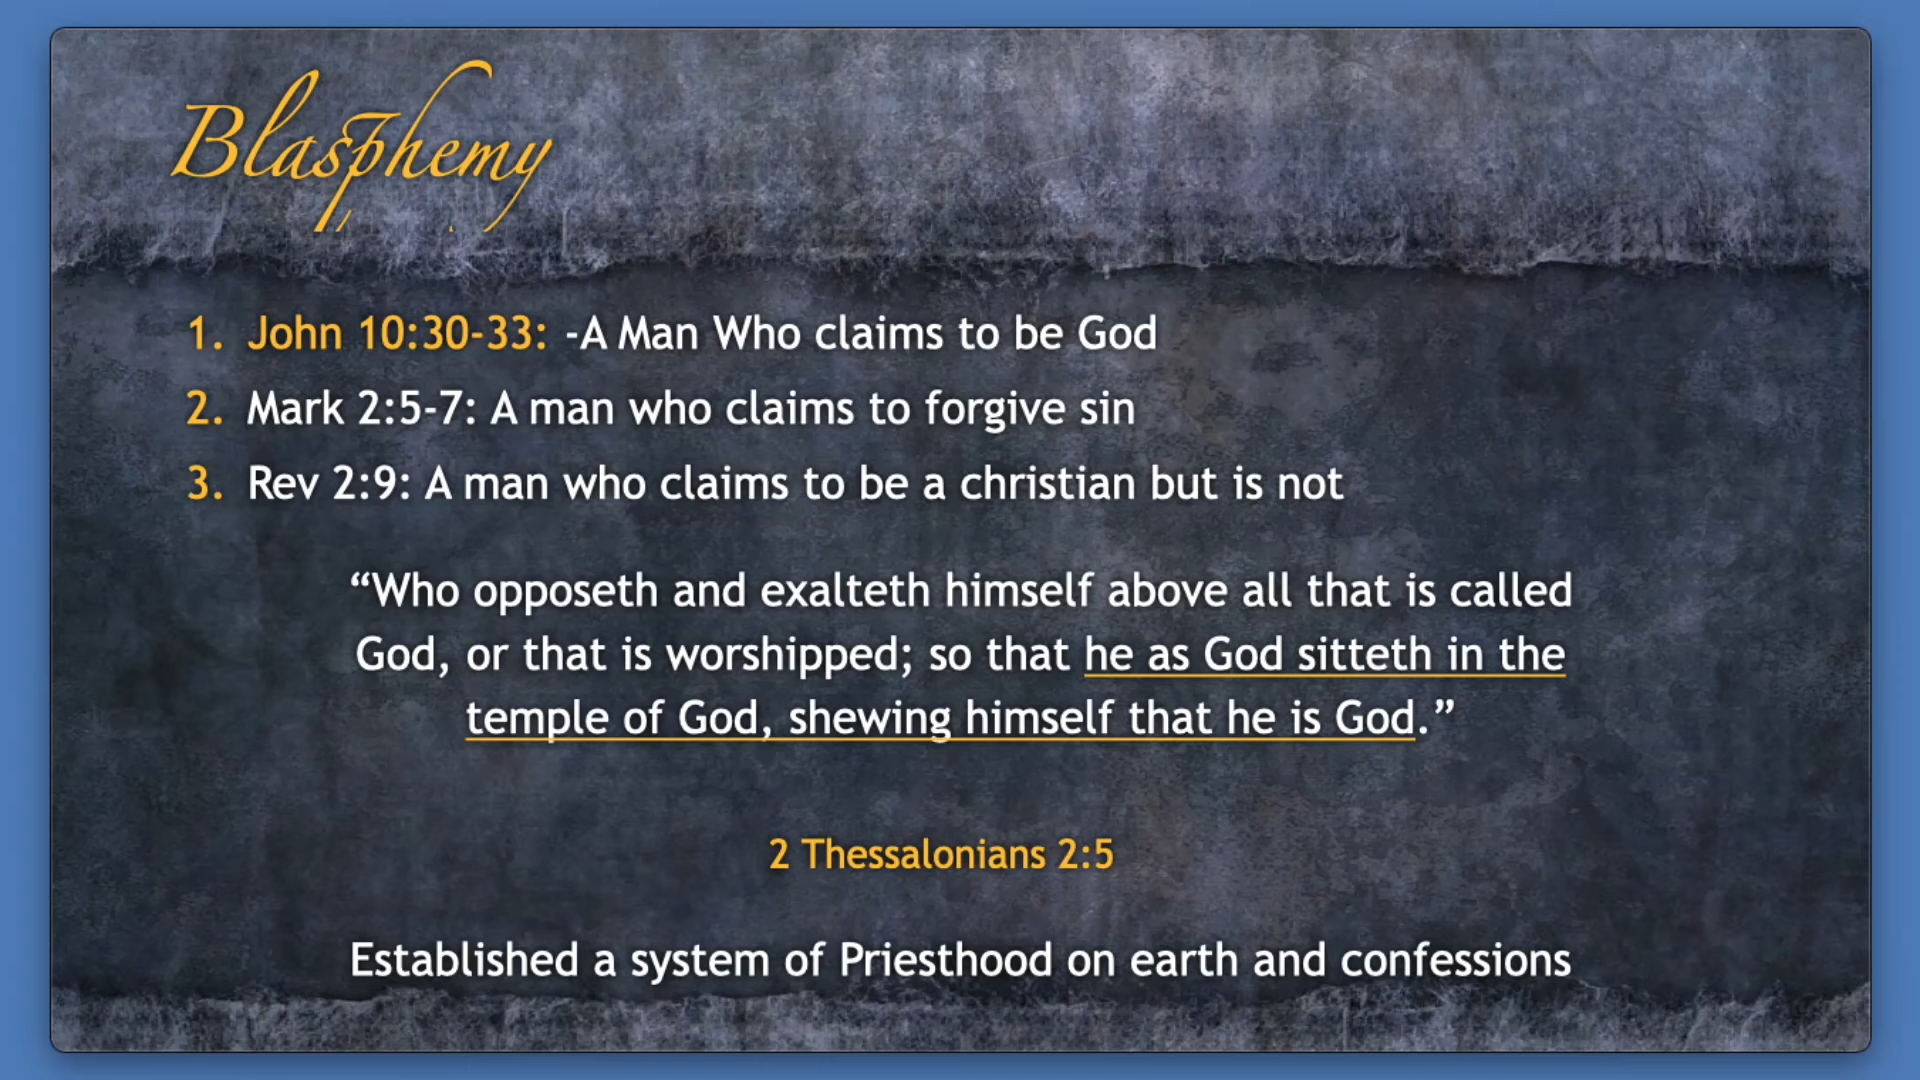 Blasphemy
1. John 10:30-33: -A Man Who claims to be God
2. Mark 2:5-7: A man who claims to forgive sin
3. Rev 2:9: A man who claims to be a christian but is not
“Who opposeth and exalteth himself above all that is called
God, or that is worshipped; so that he as God sitteth in the
temple of God, shewing himself that he is God.”
2 Thessalonians 2:5
Established a system of Priesthood on earth and confessions